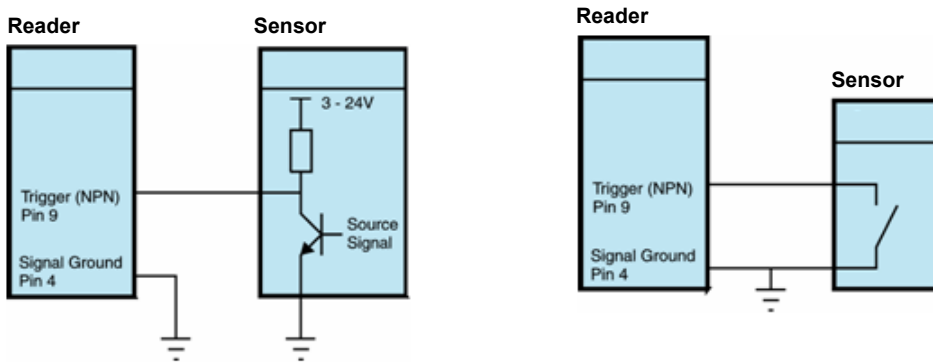 Reader
Sensor
3 - 24V
Trigger (NPN)
Pin 9
Source
Signal
Signal Ground
Pin 4
Reader
Sensor
Trigger (NPN)
Pin 9
Signal Ground
Pin 4